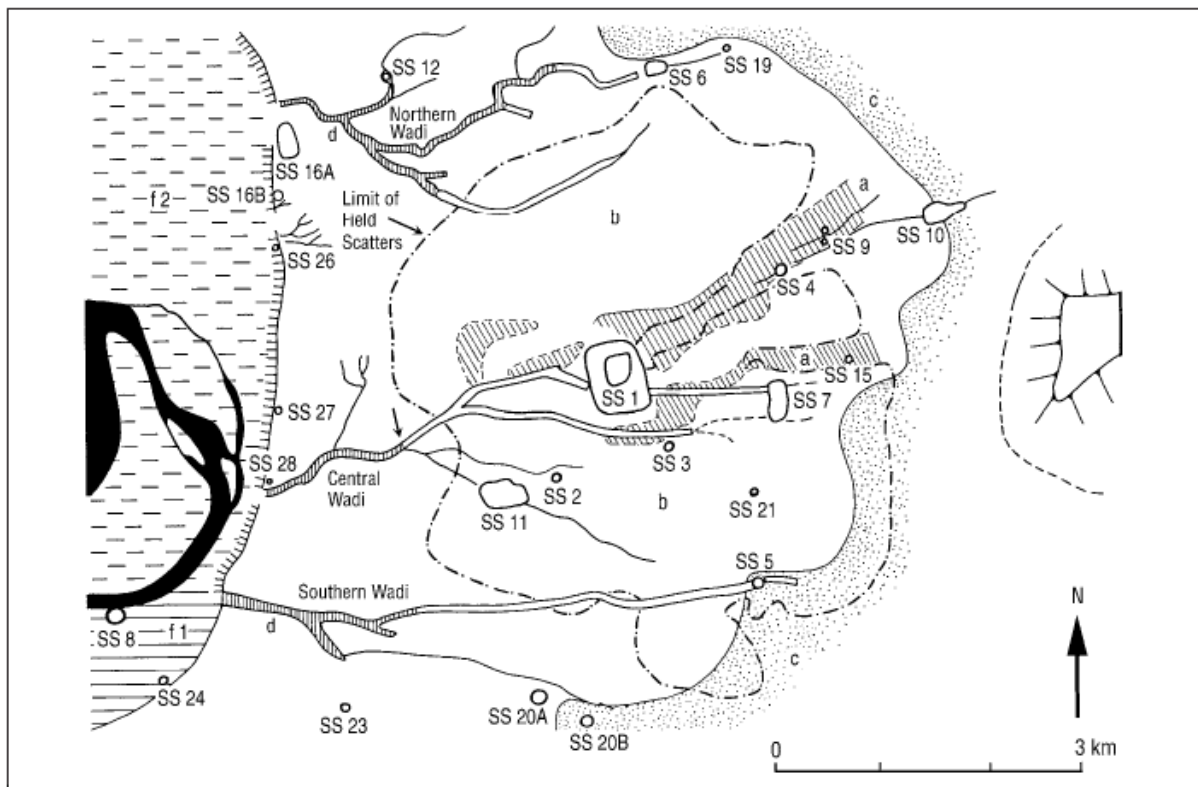 SS 12
SS 6
SS 19
c
Northern
Wadi
d
SS 16A
f 2
SS 16B
Limit of
Held
Scatters
a
b
SS 9
SS 10
SS 26
SS 4
a
SS 1
SS 15
SS 7
SS 27
SS 3
SS 28
Central
Wadi
SS 2
b
SS 21
SS 11
SS 5
Southern Wadi
N
SS 8
f 1
d
c
SS 24
SS 23
SS 20A
SS 20B
0
3 km